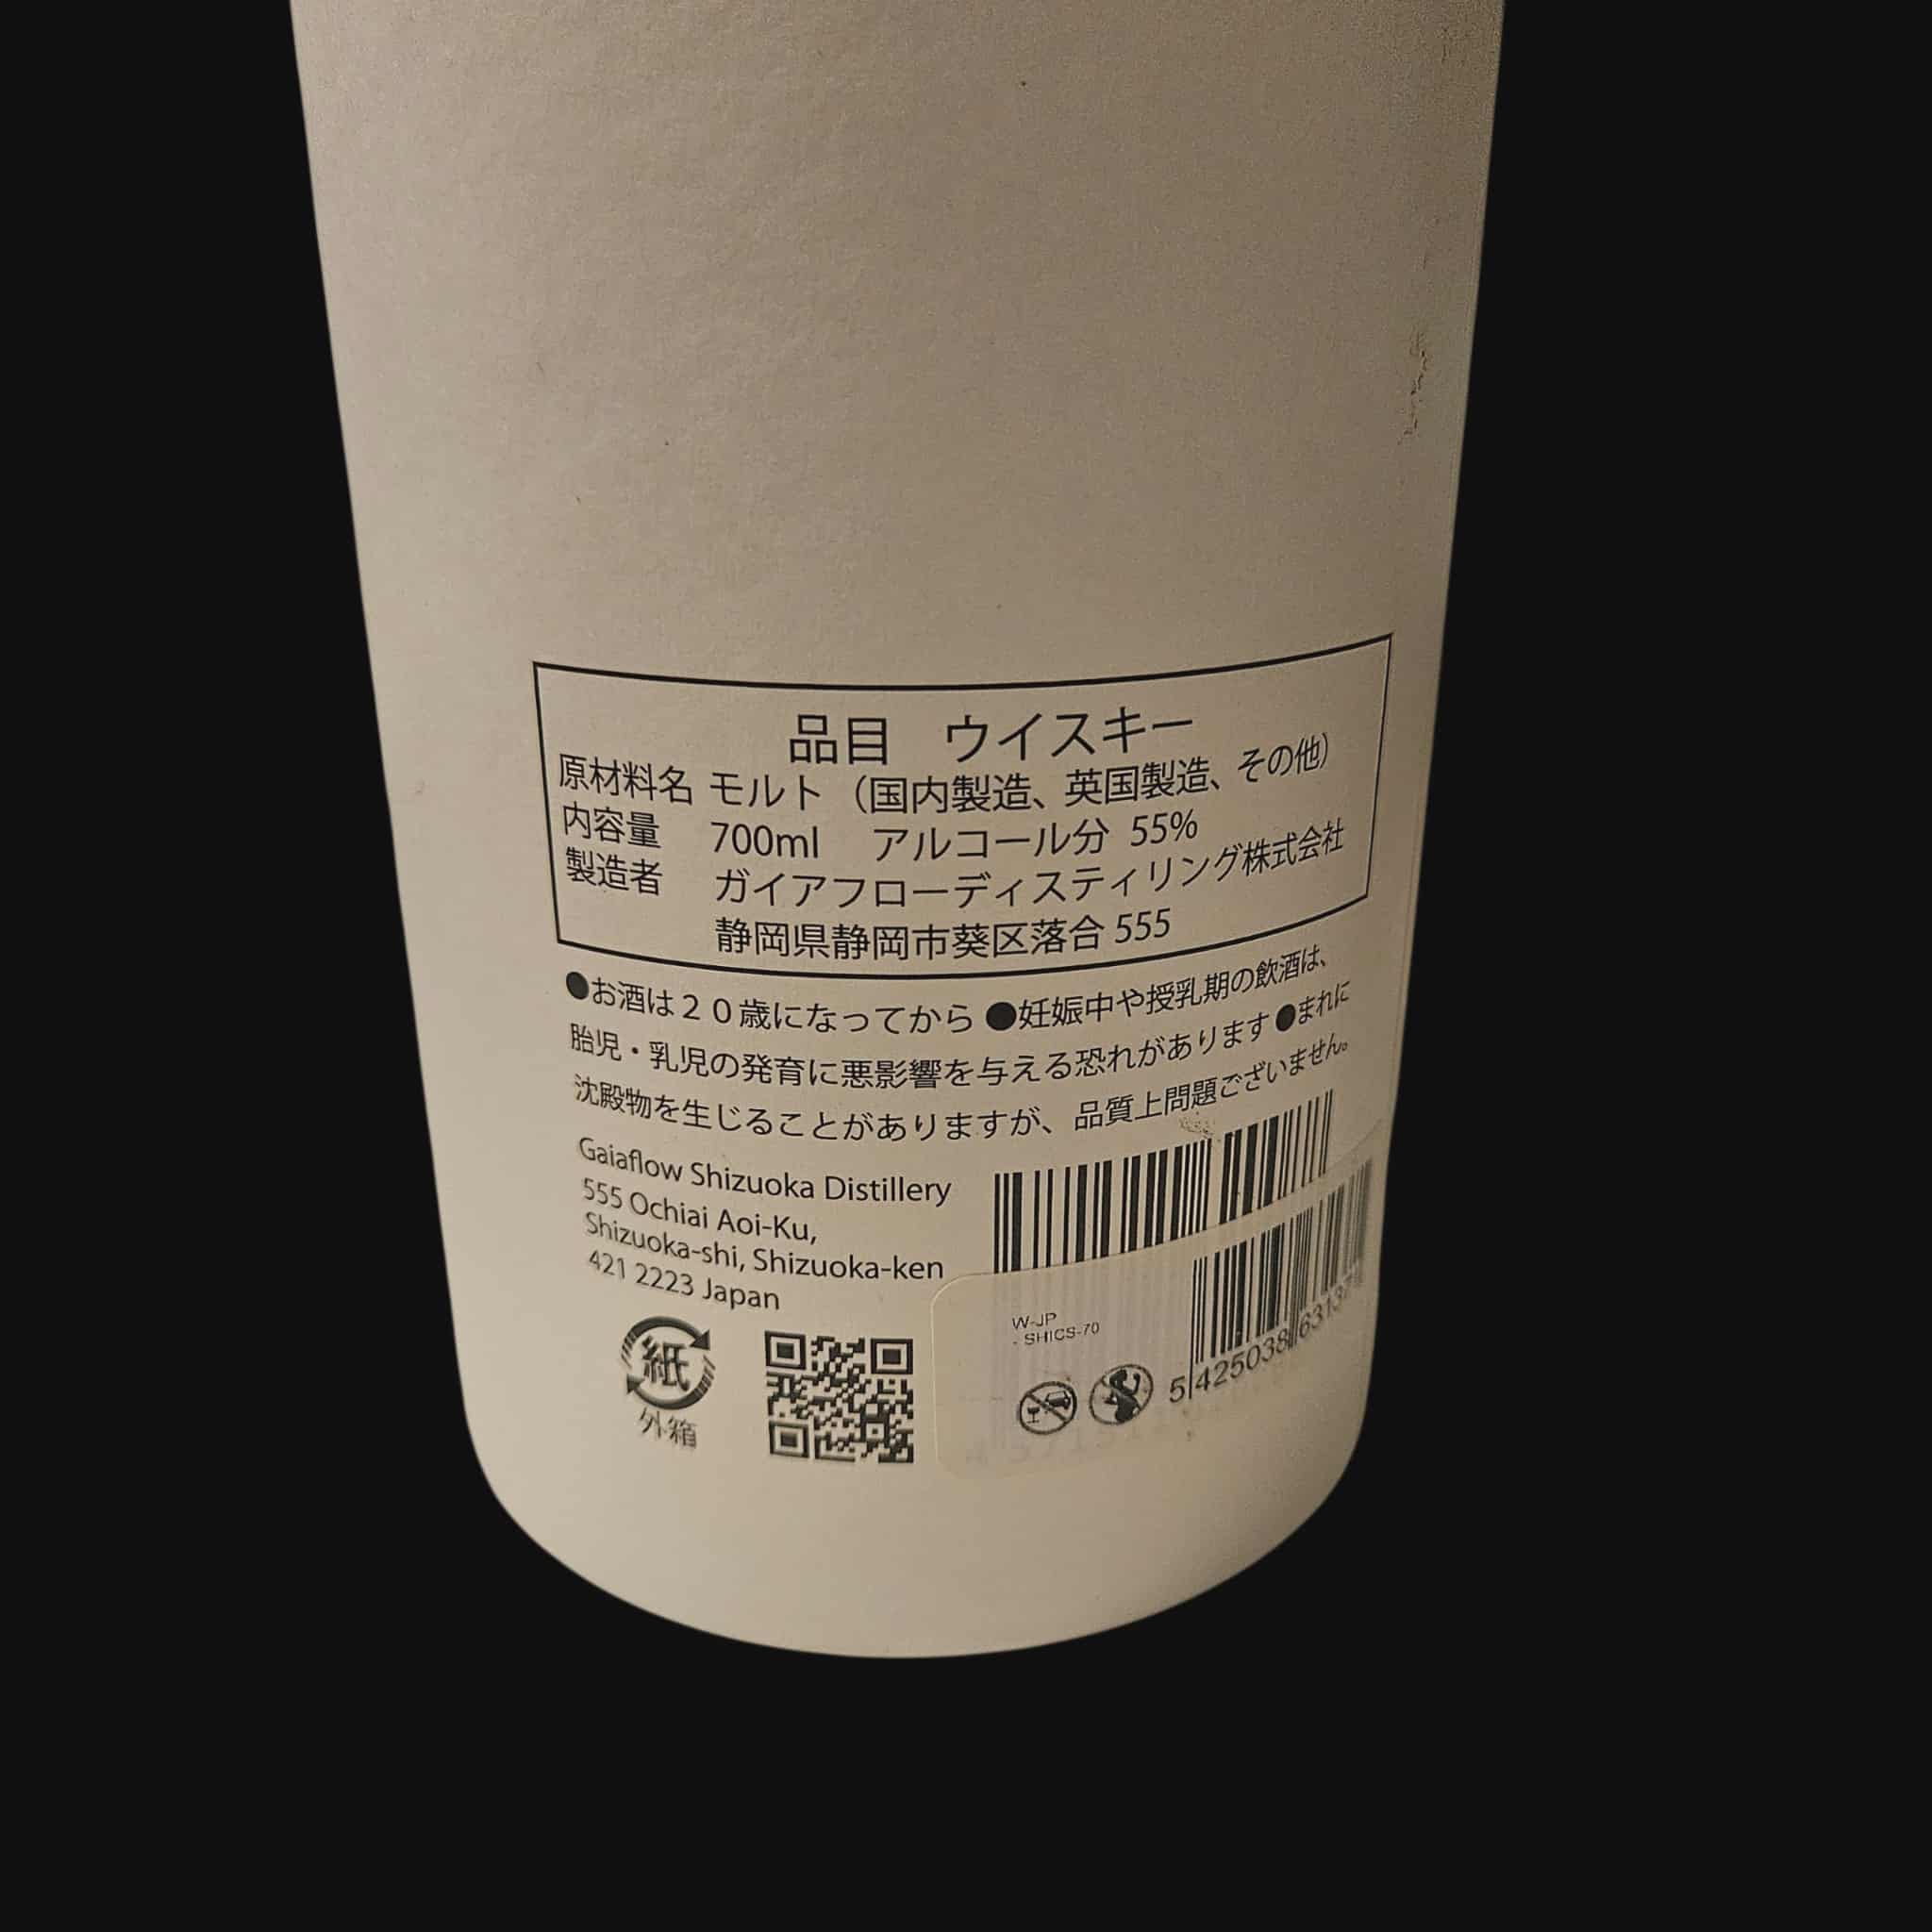 品目 ウイスキー
原材料名 モルト（国内製造、英国製造、その他）
内容量 700ml アルコール分 55%
製造者 ガイアフローディスティリング株式会社
静岡県静岡市葵区落合 555
●お酒は２０歳になってから ●妊娠中や授乳期の飲酒は、
胎児・乳児の発育に悪影響を与える恐れがあります ●まれに
沈殿物を生じることがありますが、品質上問題ございません。
Gaiaflow Shizuoka Distillery
555 Ochiai Aoi-Ku,
Shizuoka-shi, Shizuoka-ken
421 2223 Japan
紙
外箱
W-JP
- SHICS-70
5 425038 63137